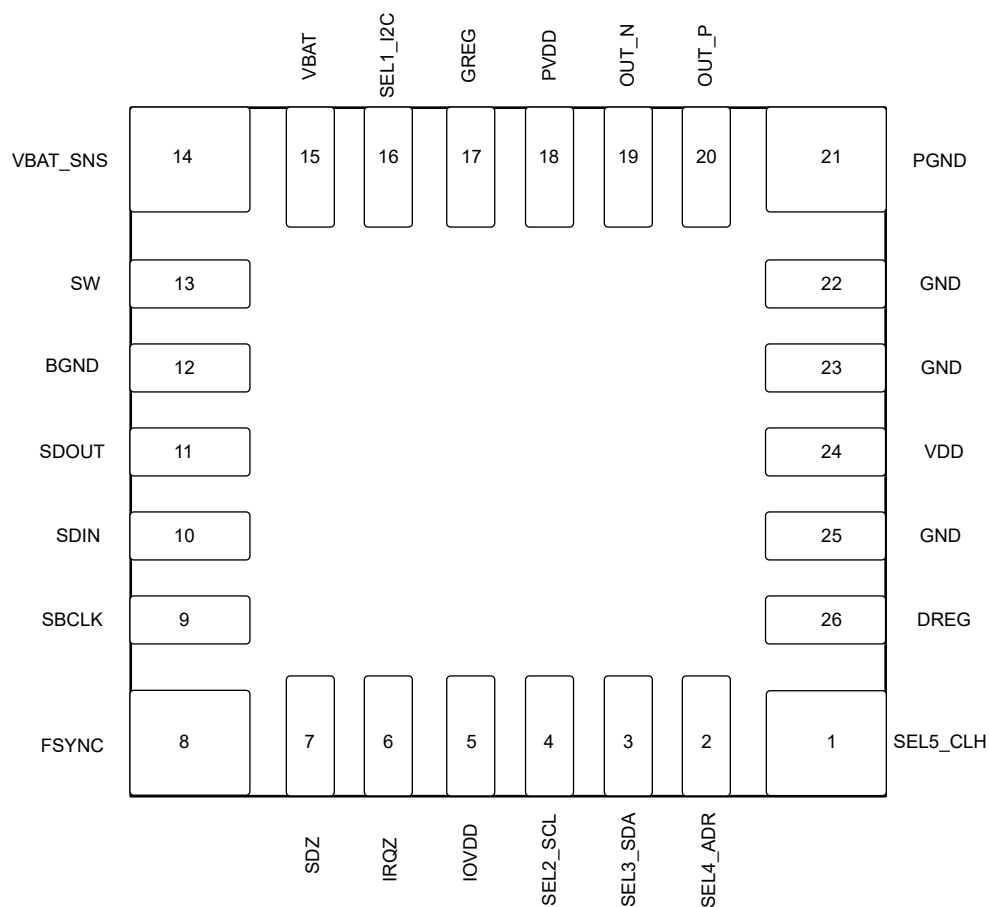 VBAT
SEL1_I2C
GREG
PVDD
OUT_N
OUT_P
VBAT_SNS 14 15 16 17 18 19 20 21 PGND
SW 13 22 GND
BGND 12 23 GND
SDOUT 11 24 VDD
SDIN 10 25 GND
SBCLK 9 26 DREG
FSYNC 8 7 6 5 4 3 2 1 SEL5_CLH
SDZ
IRQZ
IOVDD
SEL2_SCL
SEL3_SDA
SEL4_ADR